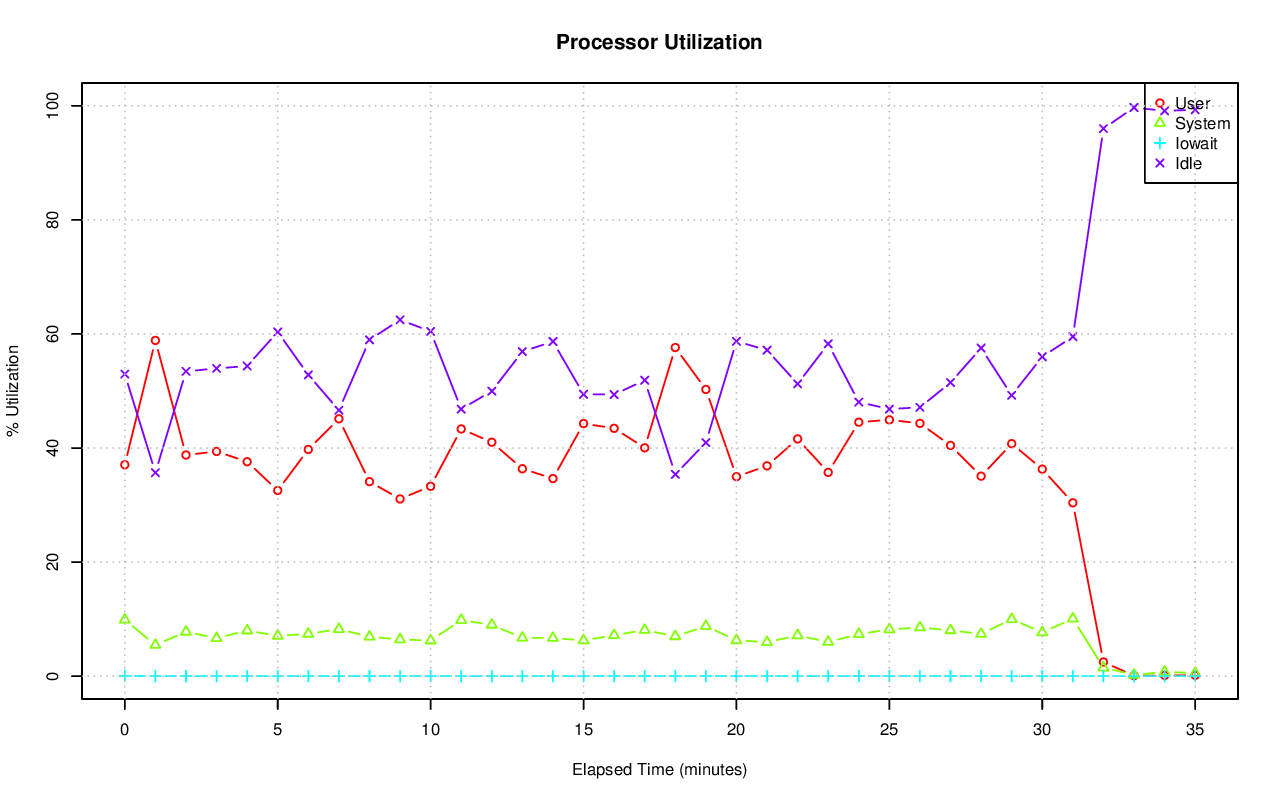 Processor Utilization
% Utilization
100
80
60
40
20
0
User
System
Iowait
Idle
0 5 10 15 20 25 30 35
Elapsed Time (minutes)